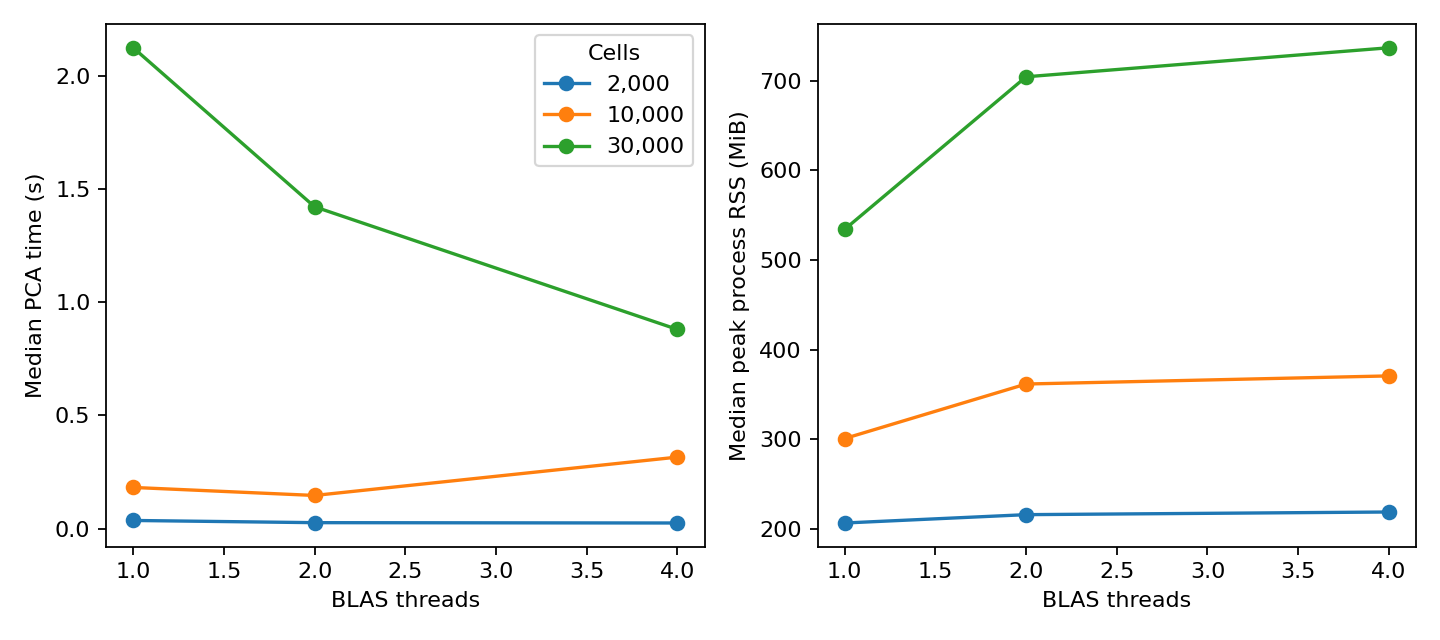 Median PCA time (s)
2.0
1.5
1.0
0.5
0.0
1.0 1.5 2.0 2.5 3.0 3.5 4.0
BLAS threads
Cells
2,000
10,000
30,000
Median peak process RSS (MiB)
700
600
500
400
300
200
1.0 1.5 2.0 2.5 3.0 3.5 4.0
BLAS threads